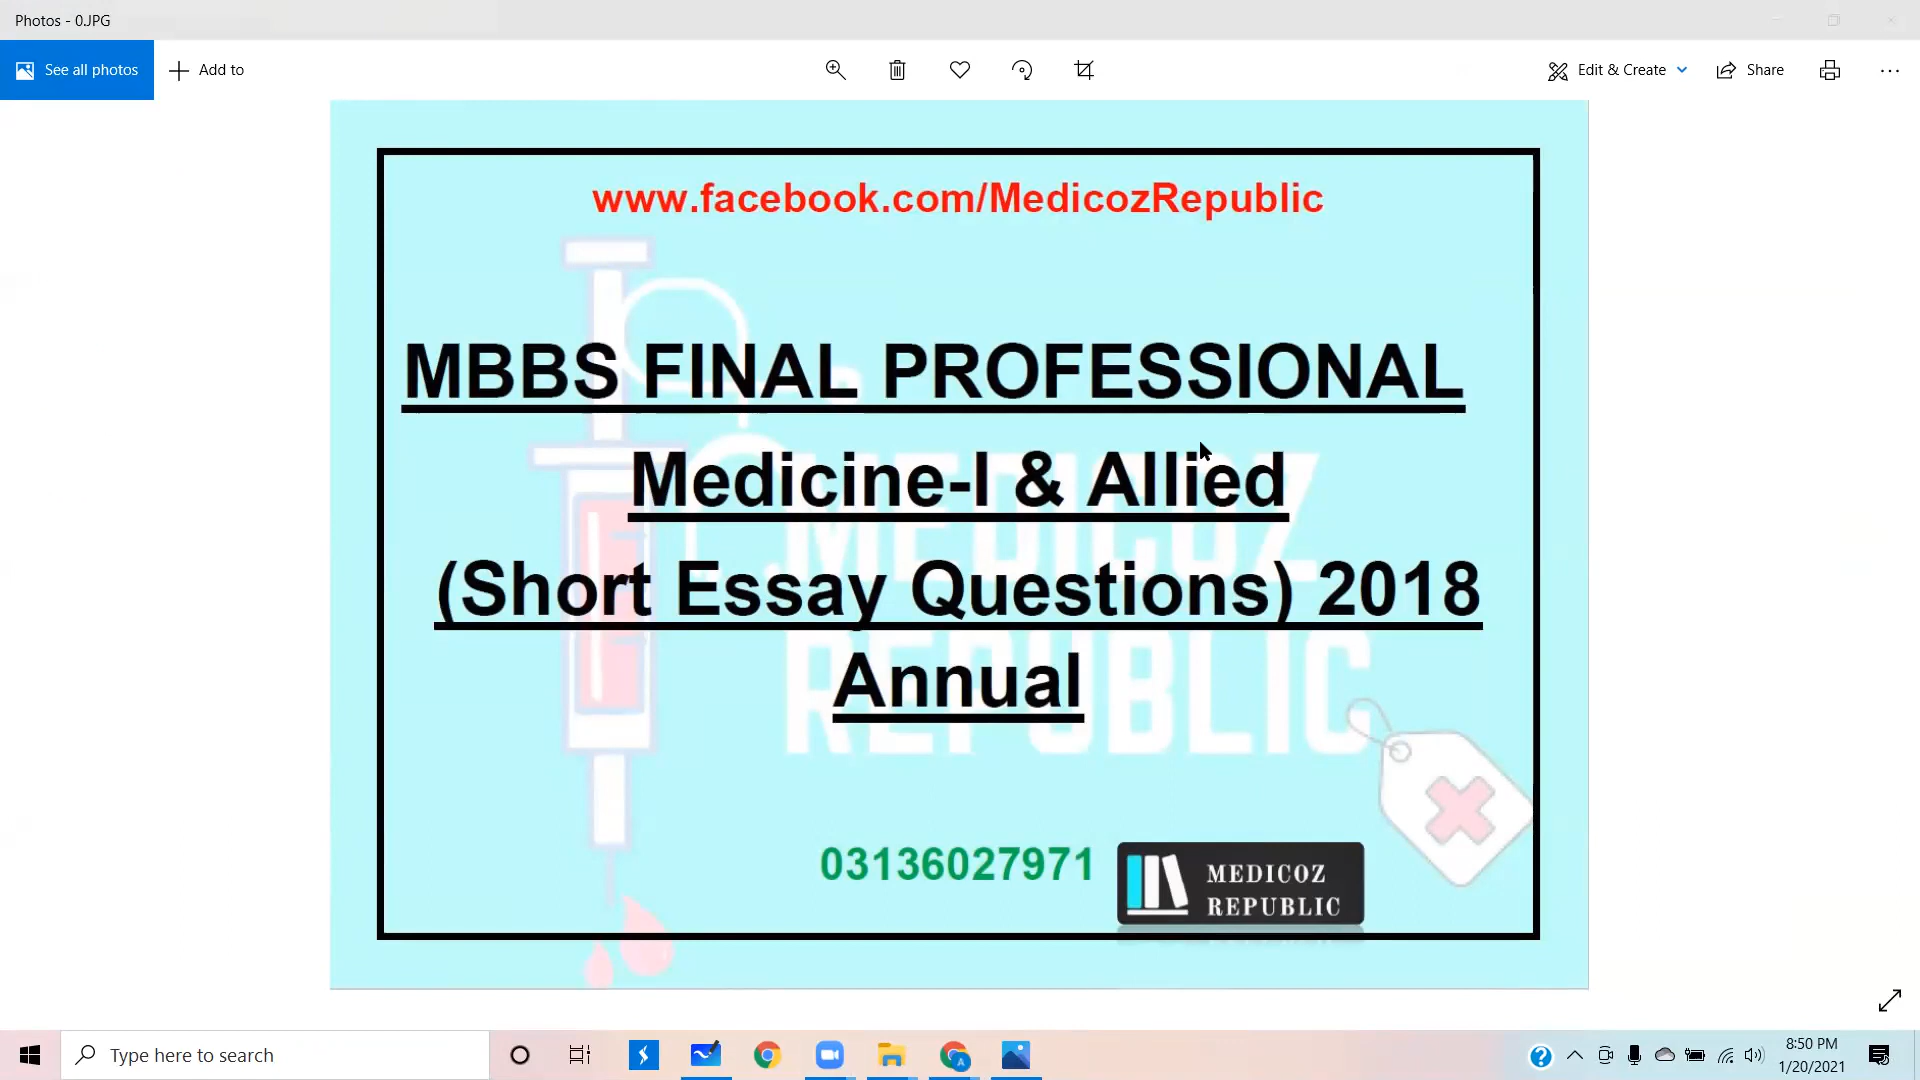 Photos - 0.JPG
See all photos
Add to
Edit & Create
Share
www.facebook.com/MedicozRepublic
MBBS FINAL PROFESSIONAL
Medicine-I & Allied
(Short Essay Questions) 2018
Annual
MEDICOZ
REPUBLIC
03136027971
MEDICOZ
REPUBLIC
Type here to search
8:50 PM
1/20/2021